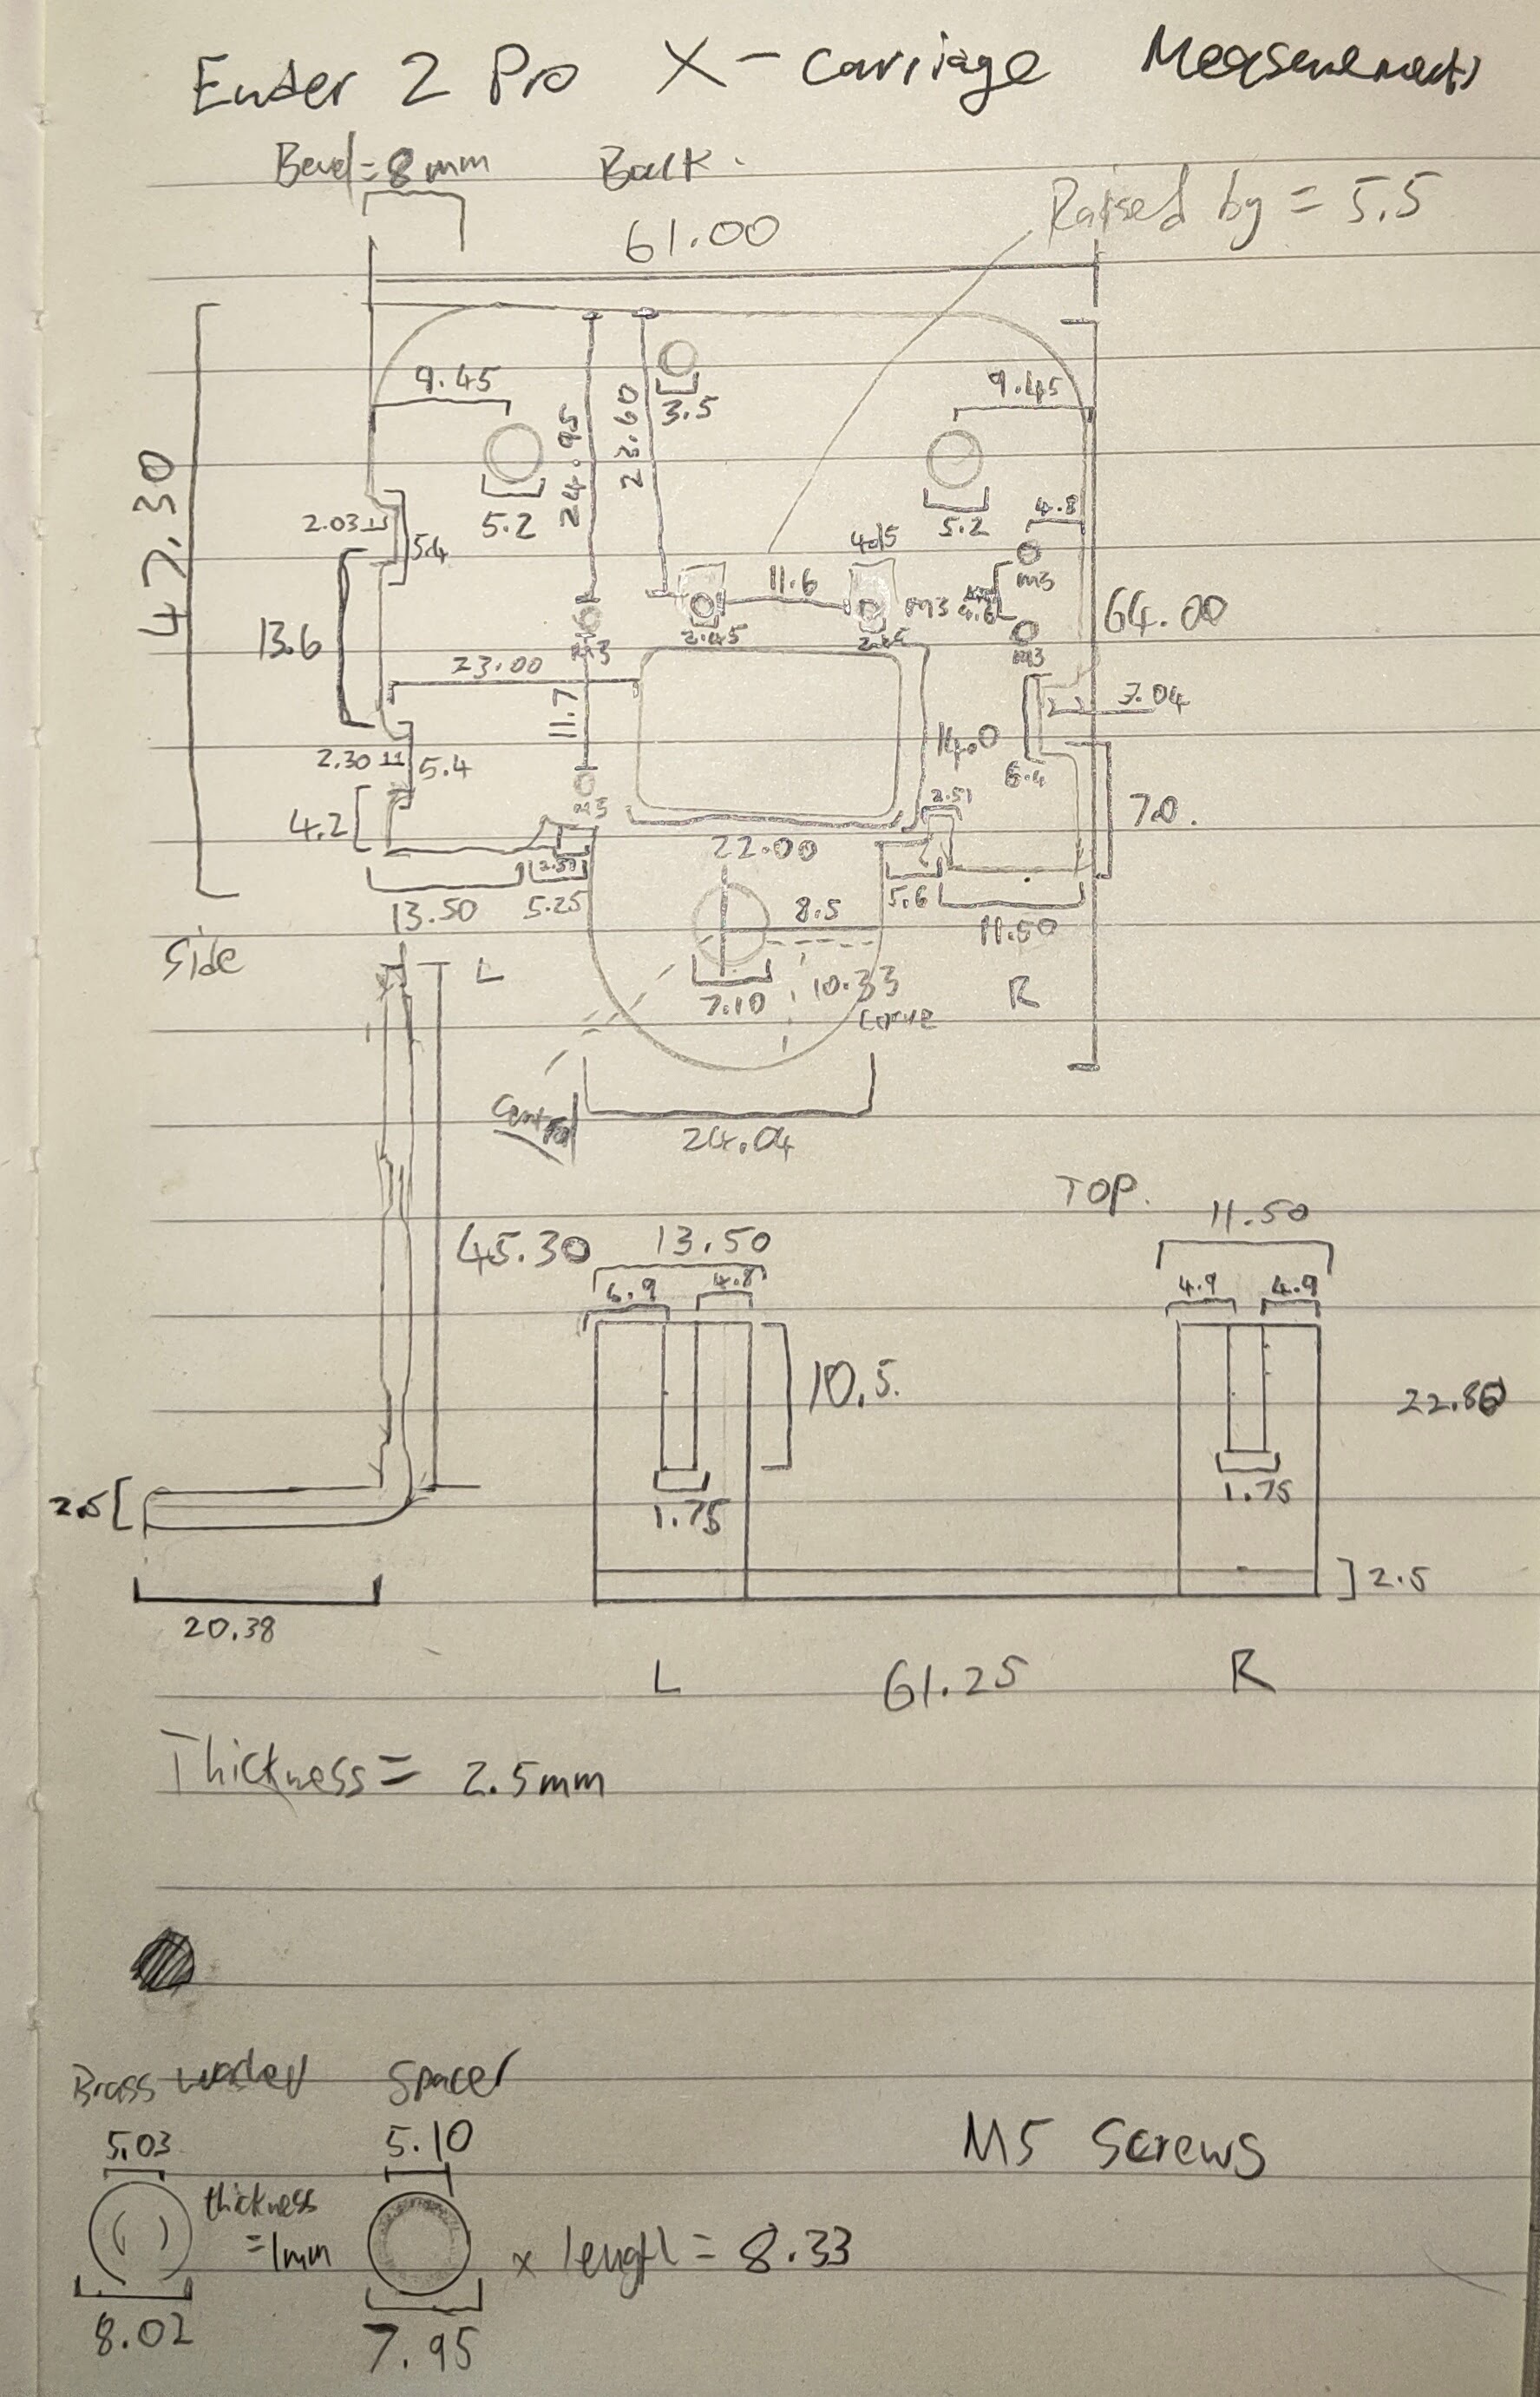 Ender 2 Pro X-carriage Measurements
Bevel=8mm Back.
Raised by = 5.5
61.00
9.45
9.45
3.5
24.95
23.60
47.30
5.2
5.2
4.8
2.03
5.4
4.15
M3
11.6
M3
4.6
64.00
2.45
2.45
M3
M3
13.6
23.00
11.7
3.04
14.0
2.30
5.4
6.4
M3
2.51
4.2
7.0.
22.00
2.51
13.50
5.25
8.5
5.6
11.50
Side
L
7.10
10.33
curve
R
Central
24.04
TOP.
11.50
45.30
13.50
6.9
4.8
4.9
4.9
10.5.
22.86
1.75
1.75
2.5
2.5
20.38
L
61.25
R
Thickness = 2.5mm
Brass washer
Spacer
5.03
5.10
M5 Screws
thickness
=1mm
x length = 8.33
8.02
7.95